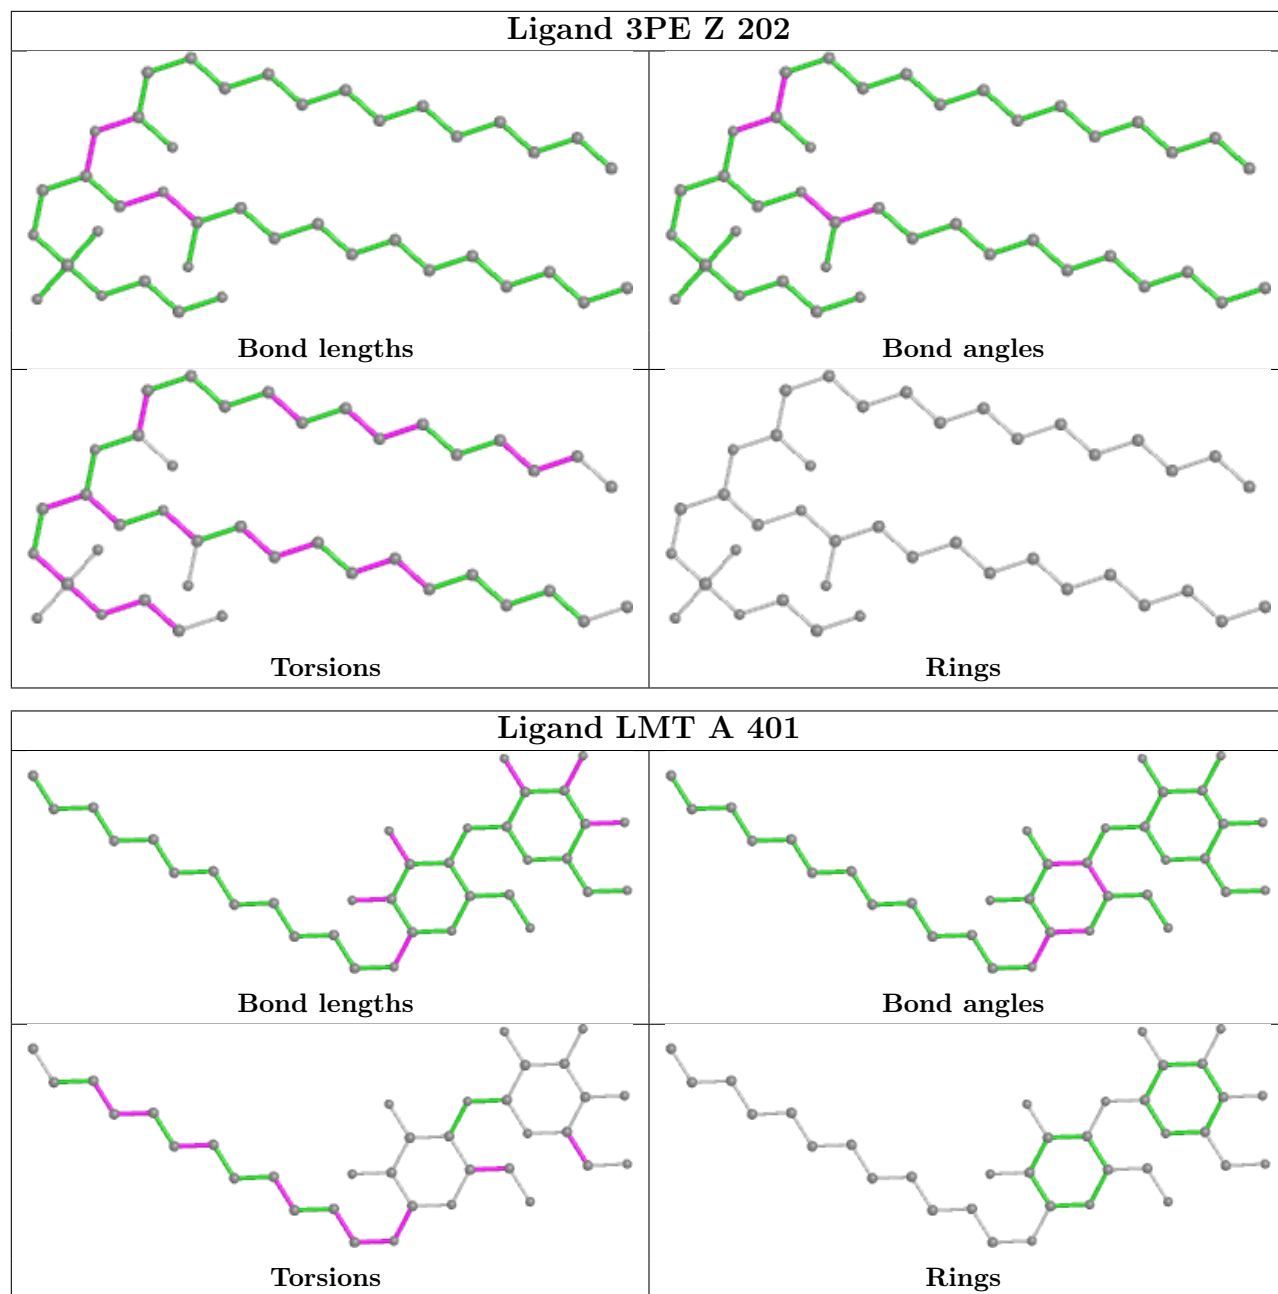 Ligand 3PE Z 202
Bond lengths
Bond angles
Torsions
Rings
Ligand LMT A 401
Bond lengths
Bond angles
Torsions
Rings